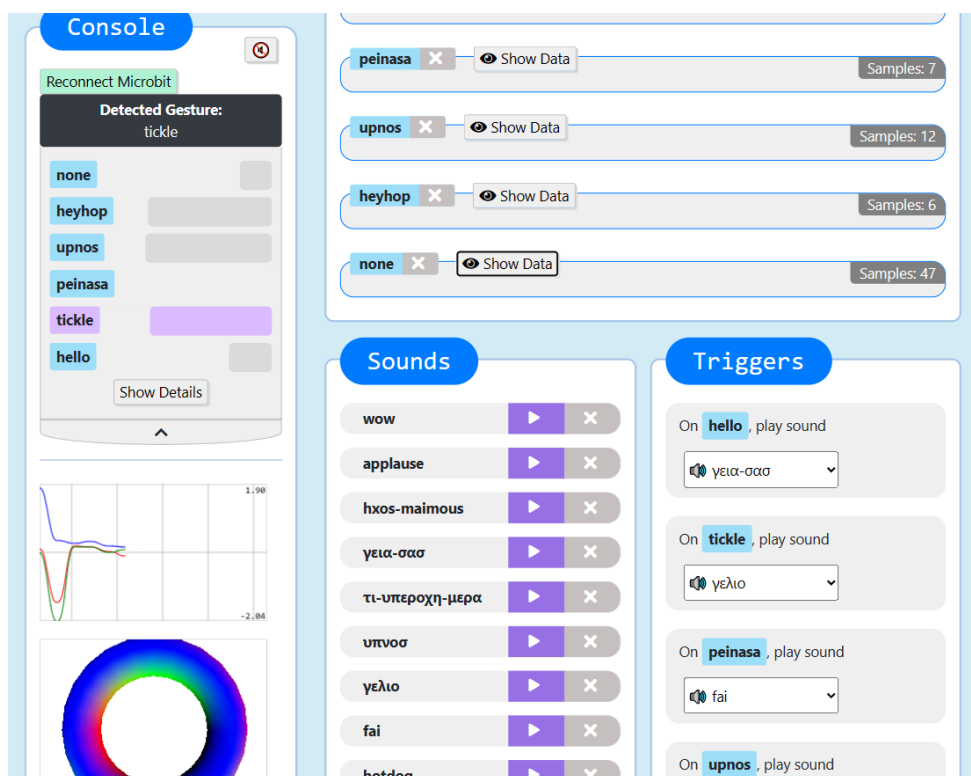 Console
Reconnect Microbit
Detected Gesture:
tickle
none
heyhop
upnos
peinasa
tickle
hello
Show Details
1.90
-2.04
peinasa Show Data
Samples: 7
upnos Show Data
Samples: 12
heyhop Show Data
Samples: 6
none Show Data
Samples: 47
Sounds
wow
applause
hxos-maimous
γεια-σασ
τι-υπεροχη-μερα
υπνοσ
γελιο
fai
hotdog
Triggers
On hello , play sound
γεια-σασ
On tickle , play sound
γελιο
On peinasa , play sound
fai
On upnos , play sound